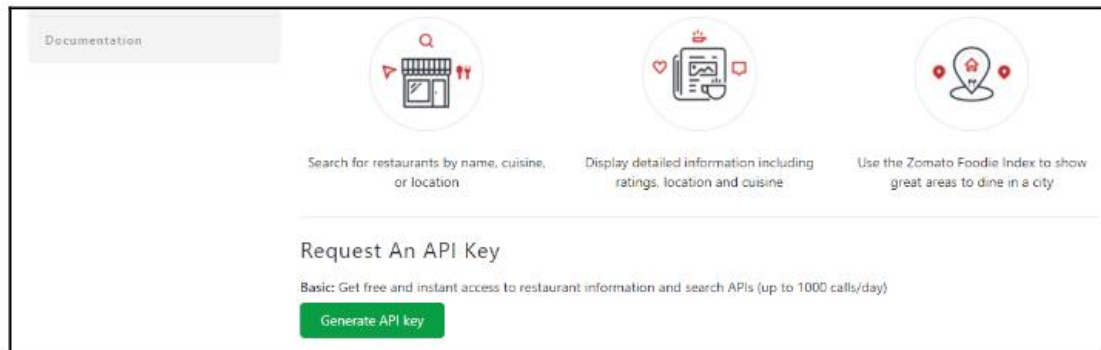 Documentation
Search for restaurants by name, cuisine,
or location
Display detailed information including
ratings, location and cuisine
Use the Zomato Foodie Index to show
great areas to dine in a city
Request An API Key
Basic: Get free and instant access to restaurant information and search APIs (up to 1000 calls/day)
Generate API key